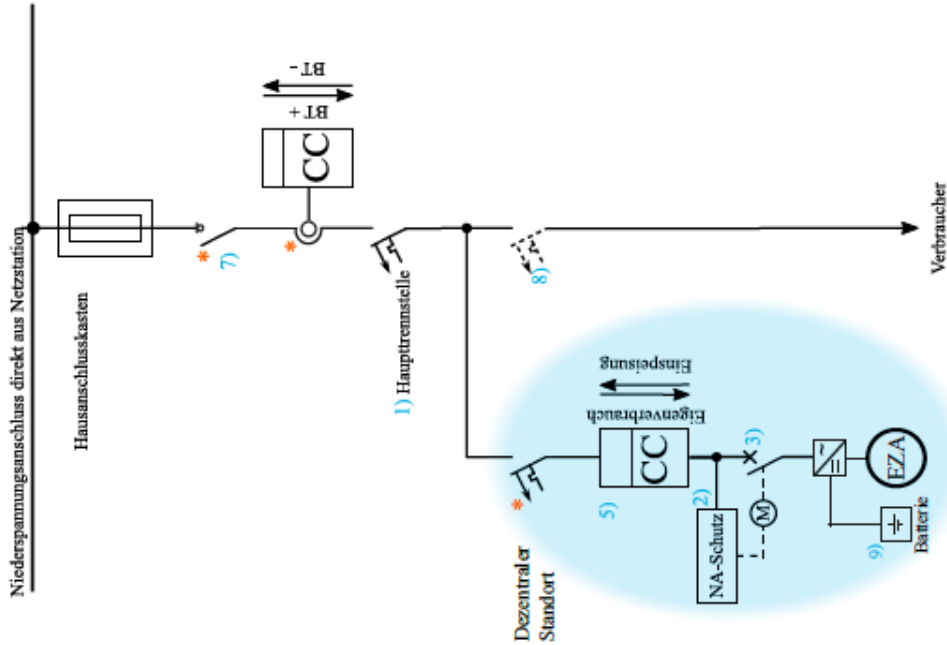 Niederspannungsanschluss direkt aus Netzstation
Hausanschlusskasten
*
7)
*
CC
BT +
BT -
1) Haupttrennstelle
8)
Verbraucher
Dezentraler
Standort
*
5)
CC
Eigenverbrauch
Einspeisung
2)
NA-Schutz
M
3)
9)
Batterie
EZA